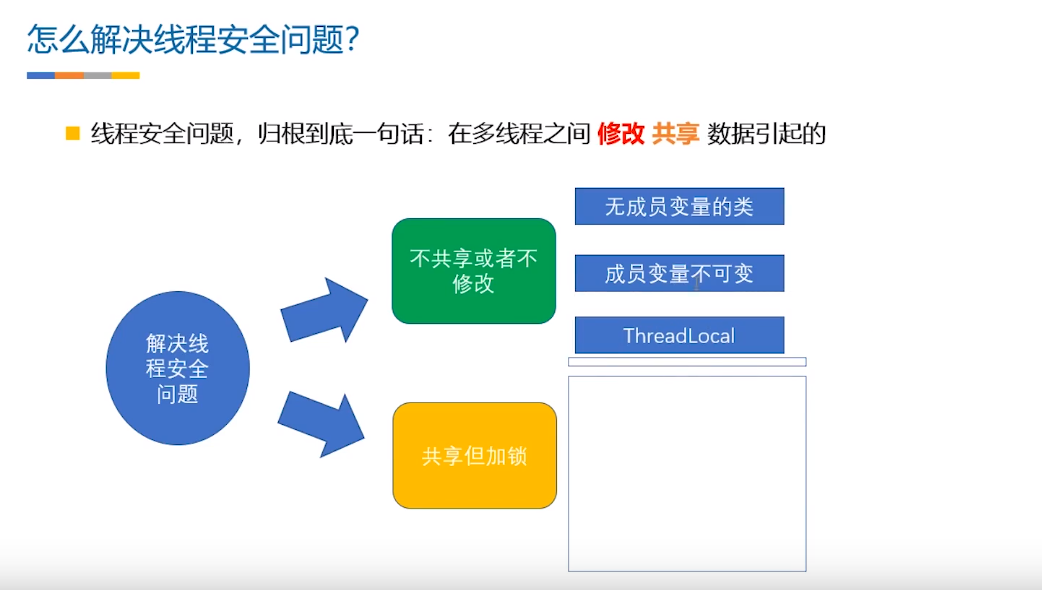 怎么解决线程安全问题?
线程安全问题，归根到底一句话：在多线程之间 修改 共享 数据引起的
无成员变量的类
不共享或者不
修改
成员变量不可变
ThreadLocal
解决线
程安全
问题
共享但加锁